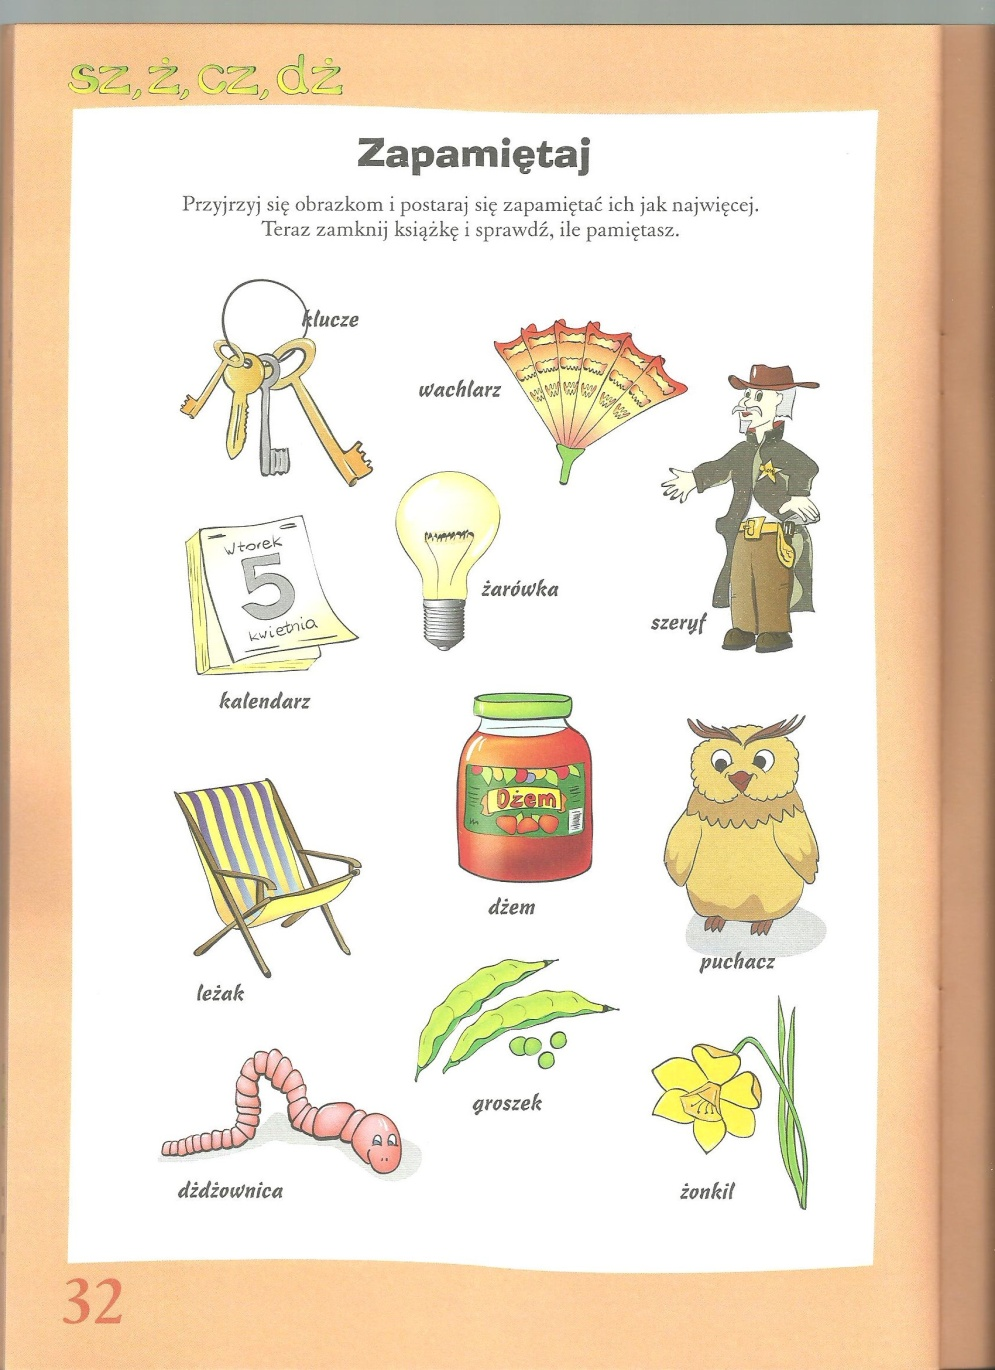 sz, ż, cz, dż
Zapamiętaj
Przyjrzyj się obrazkom i postaraj się zapamiętać ich jak najwięcej.
Teraz zamknij książkę i sprawdź, ile pamiętasz.
klucze
wachlarz
wtorek
5
kwietnia
żarówka
szeryf
kalendarz
Dżem
dżem
puchacz
leżak
groszek
dżdżownica
żonkil
32